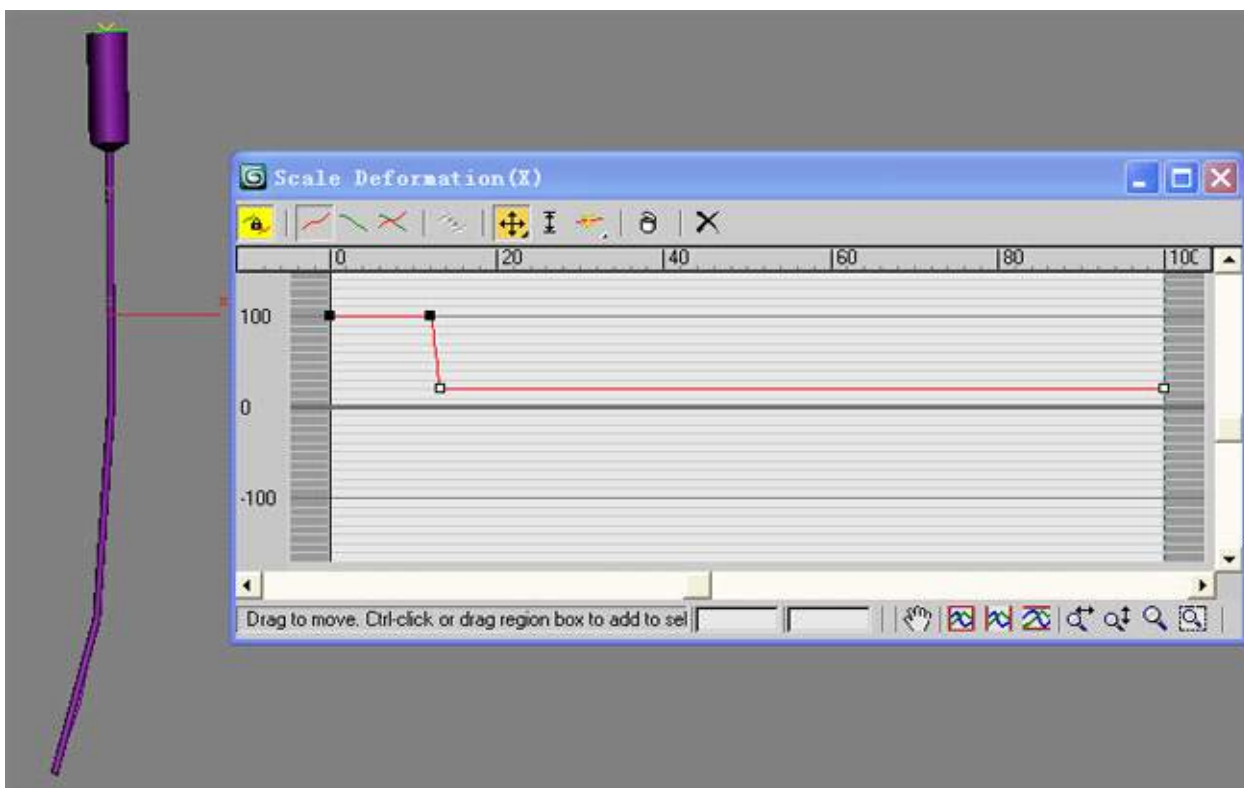 Scale Deformation(X)
0 20 40 60 80 100
100
0
-100
Drag to move. Ctrl-click or drag region box to add to sel